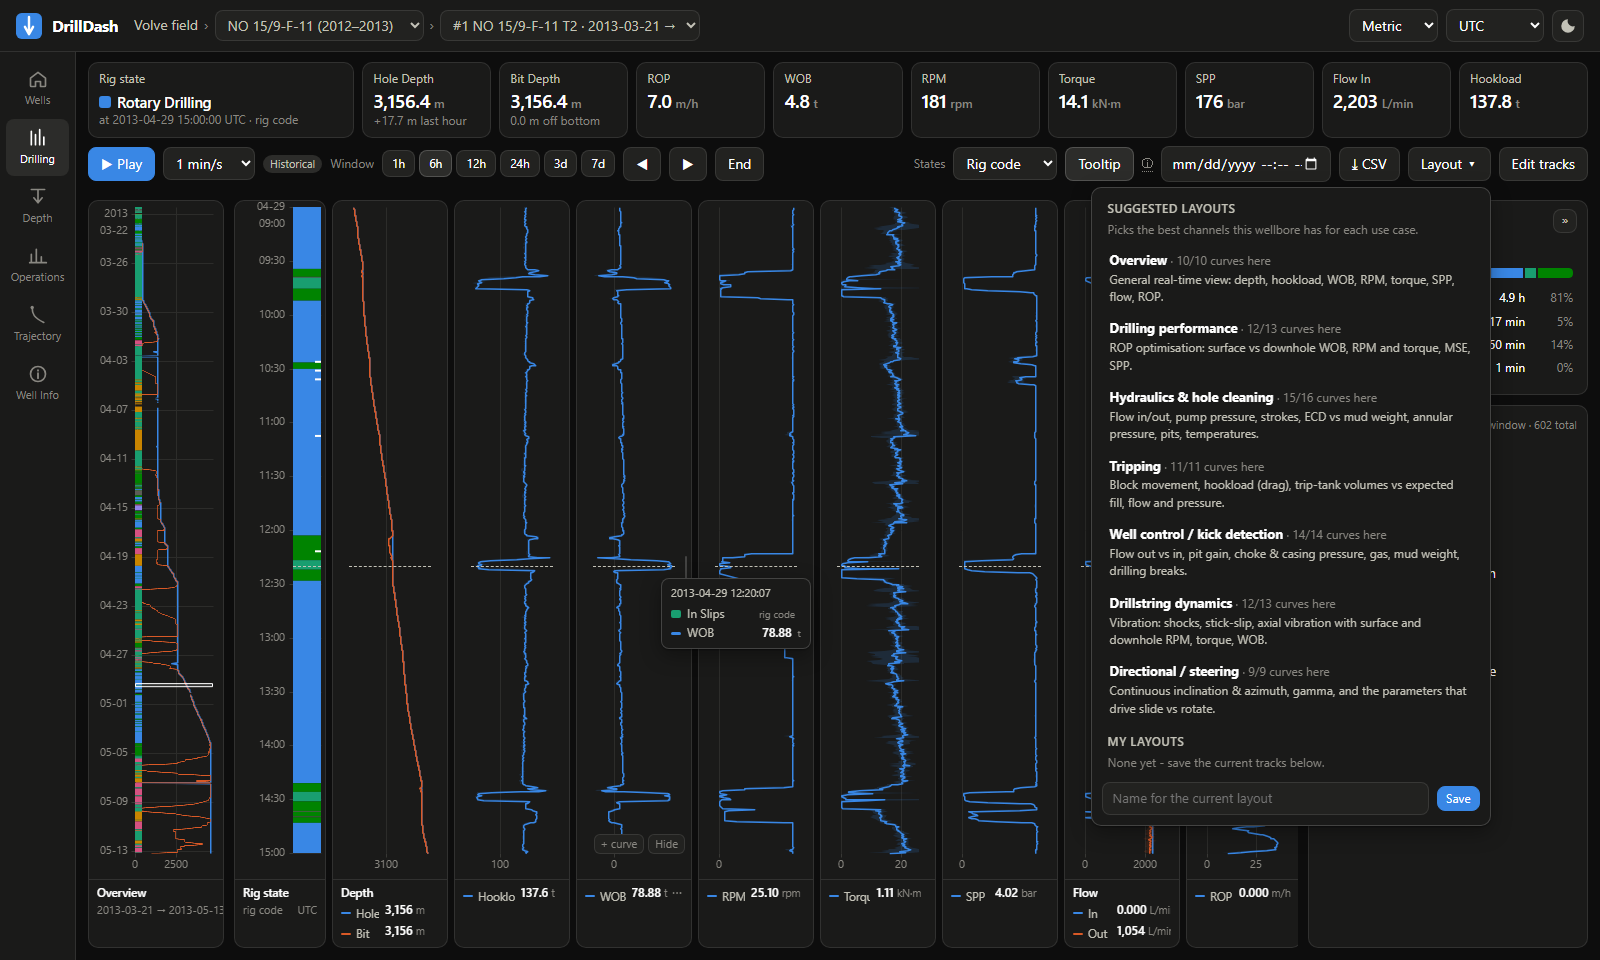 DrillDash
Volve field ›
NO 15/9-F-11 (2012–2013)
›
#1 NO 15/9-F-11 T2 · 2013-03-21 →
Metric
UTC
Wells
Drilling
Depth
Operations
Trajectory
Well Info
Rig state
Rotary Drilling
at 2013-04-29 15:00:00 UTC · rig code
Hole Depth
3,156.4 m
+17.7 m last hour
Bit Depth
3,156.4 m
0.0 m off bottom
ROP
7.0 m/h
WOB
4.8 t
RPM
181 rpm
Torque
14.1 kN·m
SPP
176 bar
Flow In
2,203 L/min
Hookload
137.8 t
▶ Play
1 min/s
Historical
Window
1h
6h
12h
24h
3d
7d
◀
▶
End
States
Rig code
Tooltip
ⓘ
mm/dd/yyyy --:-- --
⤓ CSV
Layout ▾
Edit tracks
2013
03-22
03-26
03-30
04-03
04-07
04-11
04-15
04-19
04-23
04-27
05-01
05-05
05-09
05-13
0 2500
Overview
2013-03-21 → 2013-05-13
04-29
09:00
09:30
10:00
10:30
11:00
11:30
12:00
12:30
13:00
13:30
14:00
14:30
15:00
Rig state
rig code UTC
3100
Depth
Hole 3,156 m
Bit 3,156 m
100
Hooklo 137.6 t
+ curve
Hide
0
WOB 78.88 t ···
0
RPM 25.10 rpm
0 20
Torqu 1.11 kN·m
0
SPP 4.02 bar
0 2000
Flow
In 0.000 L/mi
Out 1,054 L/min
0 25
ROP 0.000 m/h
2013-04-29 12:20:07
In Slips rig code
WOB 78.88 t
SUGGESTED LAYOUTS
Picks the best channels this wellbore has for each use case.
Overview · 10/10 curves here
General real-time view: depth, hookload, WOB, RPM, torque, SPP,
flow, ROP.
Drilling performance · 12/13 curves here
ROP optimisation: surface vs downhole WOB, RPM and torque, MSE,
SPP.
Hydraulics & hole cleaning · 15/16 curves here
Flow in/out, pump pressure, strokes, ECD vs mud weight, annular
pressure, pits, temperatures.
Tripping · 11/11 curves here
Block movement, hookload (drag), trip-tank volumes vs expected
fill, flow and pressure.
Well control / kick detection · 14/14 curves here
Flow out vs in, pit gain, choke & casing pressure, gas, mud weight,
drilling breaks.
Drillstring dynamics · 12/13 curves here
Vibration: shocks, stick-slip, axial vibration with surface and
downhole RPM, torque, WOB.
Directional / steering · 9/9 curves here
Continuous inclination & azimuth, gamma, and the parameters that
drive slide vs rotate.
MY LAYOUTS
None yet - save the current tracks below.
Name for the current layout
Save
»
4.9 h 81%
17 min 5%
50 min 14%
1 min 0%
window · 602 total